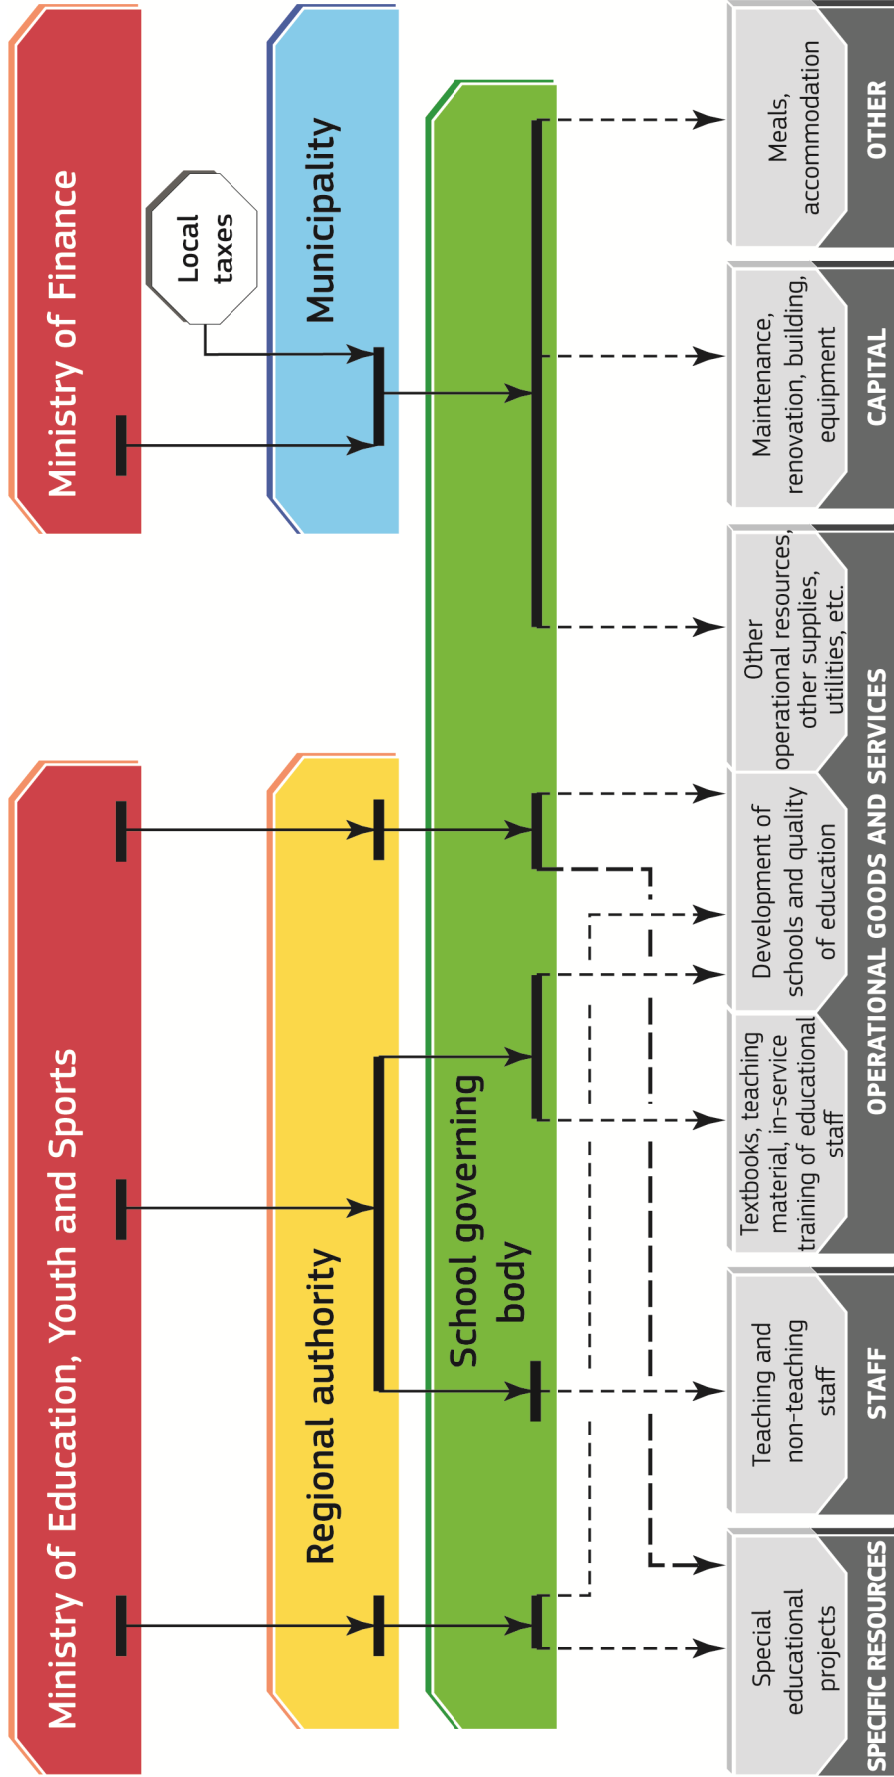 Ministry of Education, Youth and Sports
Ministry of Finance
Local
taxes
Regional authority
Municipality
School governing
body
Special
educational
projects
Teaching and
non-teaching
staff
Textbooks, teaching
material, in-service
training of educational
staff
Development of
schools and quality
of education
Other
operational resources,
other supplies,
utilities, etc.
Maintenance,
renovation, building,
equipment
Meals,
accommodation
SPECIFIC RESOURCES
STAFF
OPERATIONAL GOODS AND SERVICES
CAPITAL
OTHER